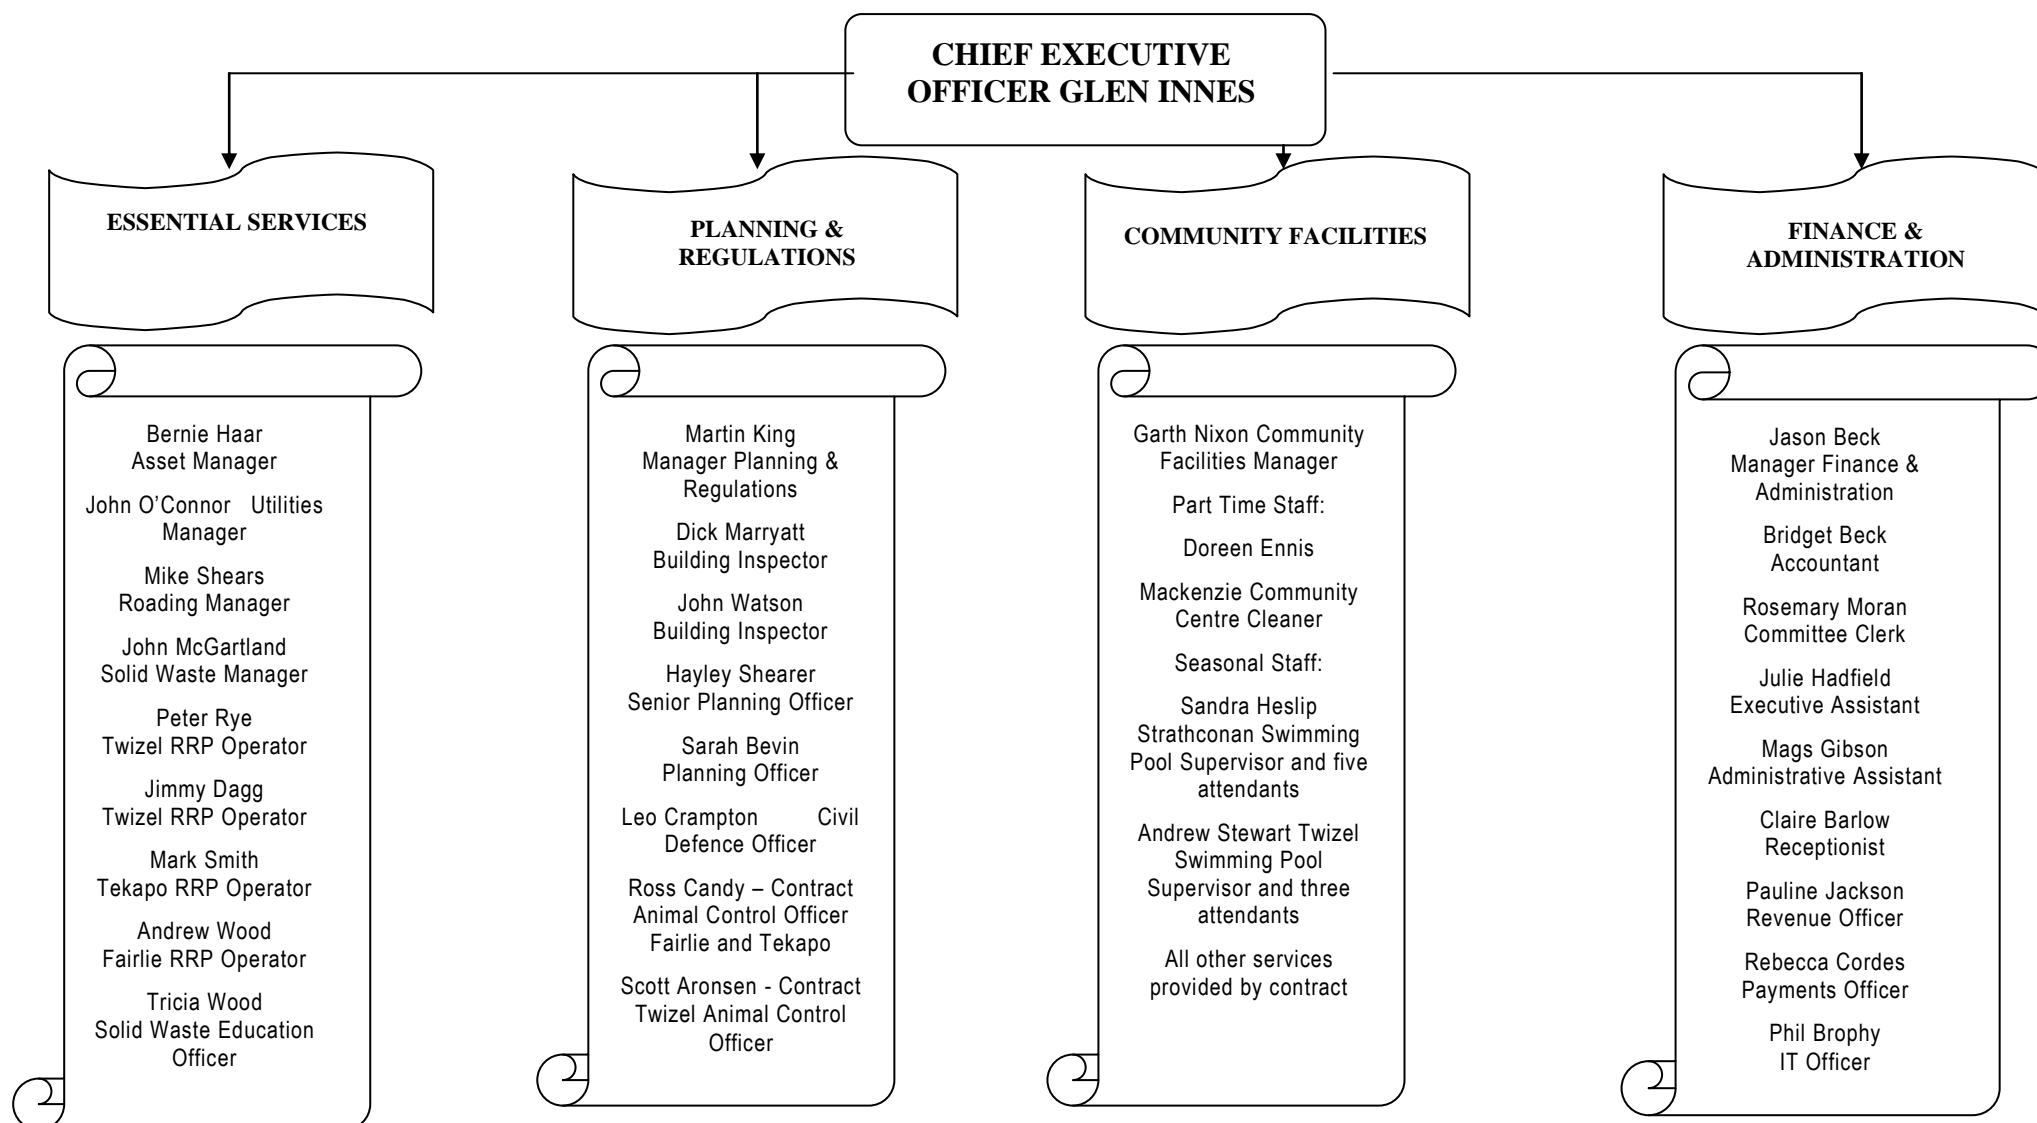 CHIEF EXECUTIVE
OFFICER GLEN INNES
ESSENTIAL SERVICES
Bernie Haar
Asset Manager
John O’Connor Utilities
Manager
Mike Shears
Roading Manager
John McGartland
Solid Waste Manager
Peter Rye
Twizel RRP Operator
Jimmy Dagg
Twizel RRP Operator
Mark Smith
Tekapo RRP Operator
Andrew Wood
Fairlie RRP Operator
Tricia Wood
Solid Waste Education
Officer
PLANNING &
REGULATIONS
Martin King
Manager Planning &
Regulations
Dick Marryatt
Building Inspector
John Watson
Building Inspector
Hayley Shearer
Senior Planning Officer
Sarah Bevin
Planning Officer
Leo Crampton Civil
Defence Officer
Ross Candy – Contract
Animal Control Officer
Fairlie and Tekapo
Scott Aronsen - Contract
Twizel Animal Control
Officer
COMMUNITY FACILITIES
Garth Nixon Community
Facilities Manager
Part Time Staff:
Doreen Ennis
Mackenzie Community
Centre Cleaner
Seasonal Staff:
Sandra Heslip
Strathconan Swimming
Pool Supervisor and five
attendants
Andrew Stewart Twizel
Swimming Pool
Supervisor and three
attendants
All other services
provided by contract
FINANCE &
ADMINISTRATION
Jason Beck
Manager Finance &
Administration
Bridget Beck
Accountant
Rosemary Moran
Committee Clerk
Julie Hadfield
Executive Assistant
Mags Gibson
Administrative Assistant
Claire Barlow
Receptionist
Pauline Jackson
Revenue Officer
Rebecca Cordes
Payments Officer
Phil Brophy
IT Officer